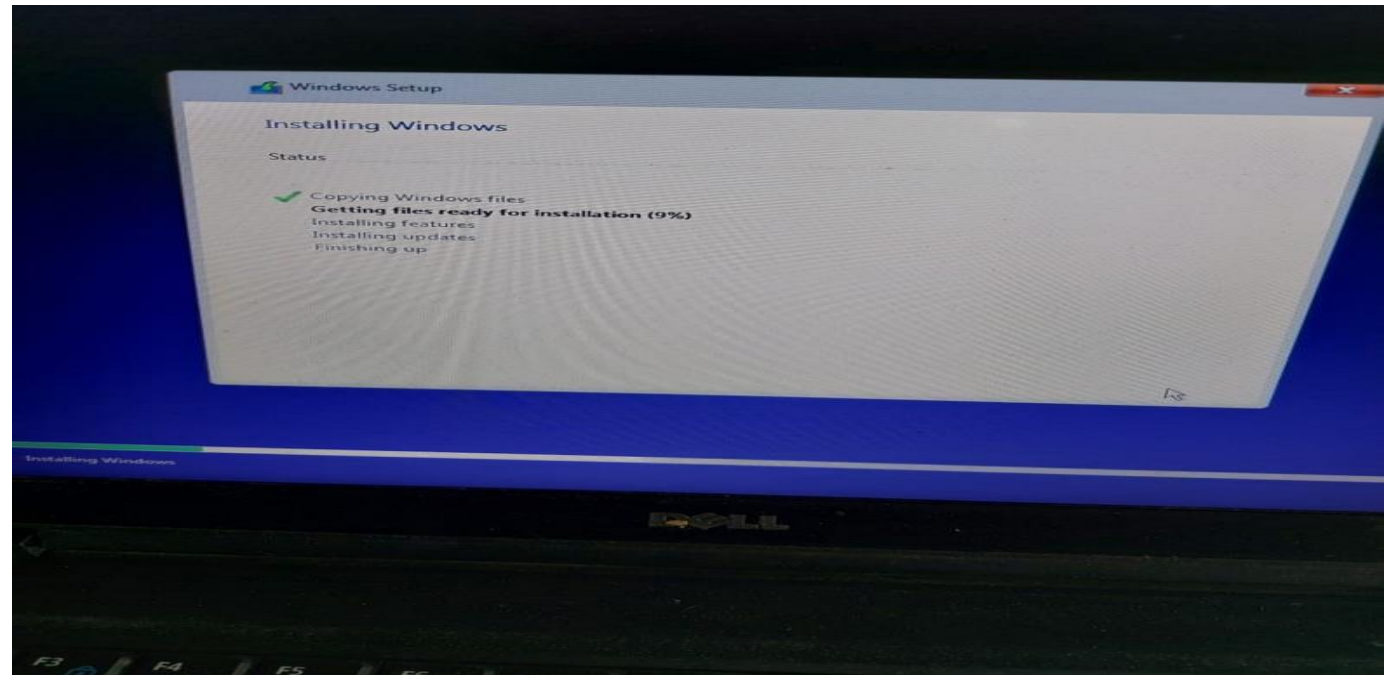 Windows Setup
Installing Windows
Status
Copying Windows files
Getting files ready for installation (9%)
Installing features
Installing updates
Finishing up
Installing Windows
DELL
F3 F4 F5